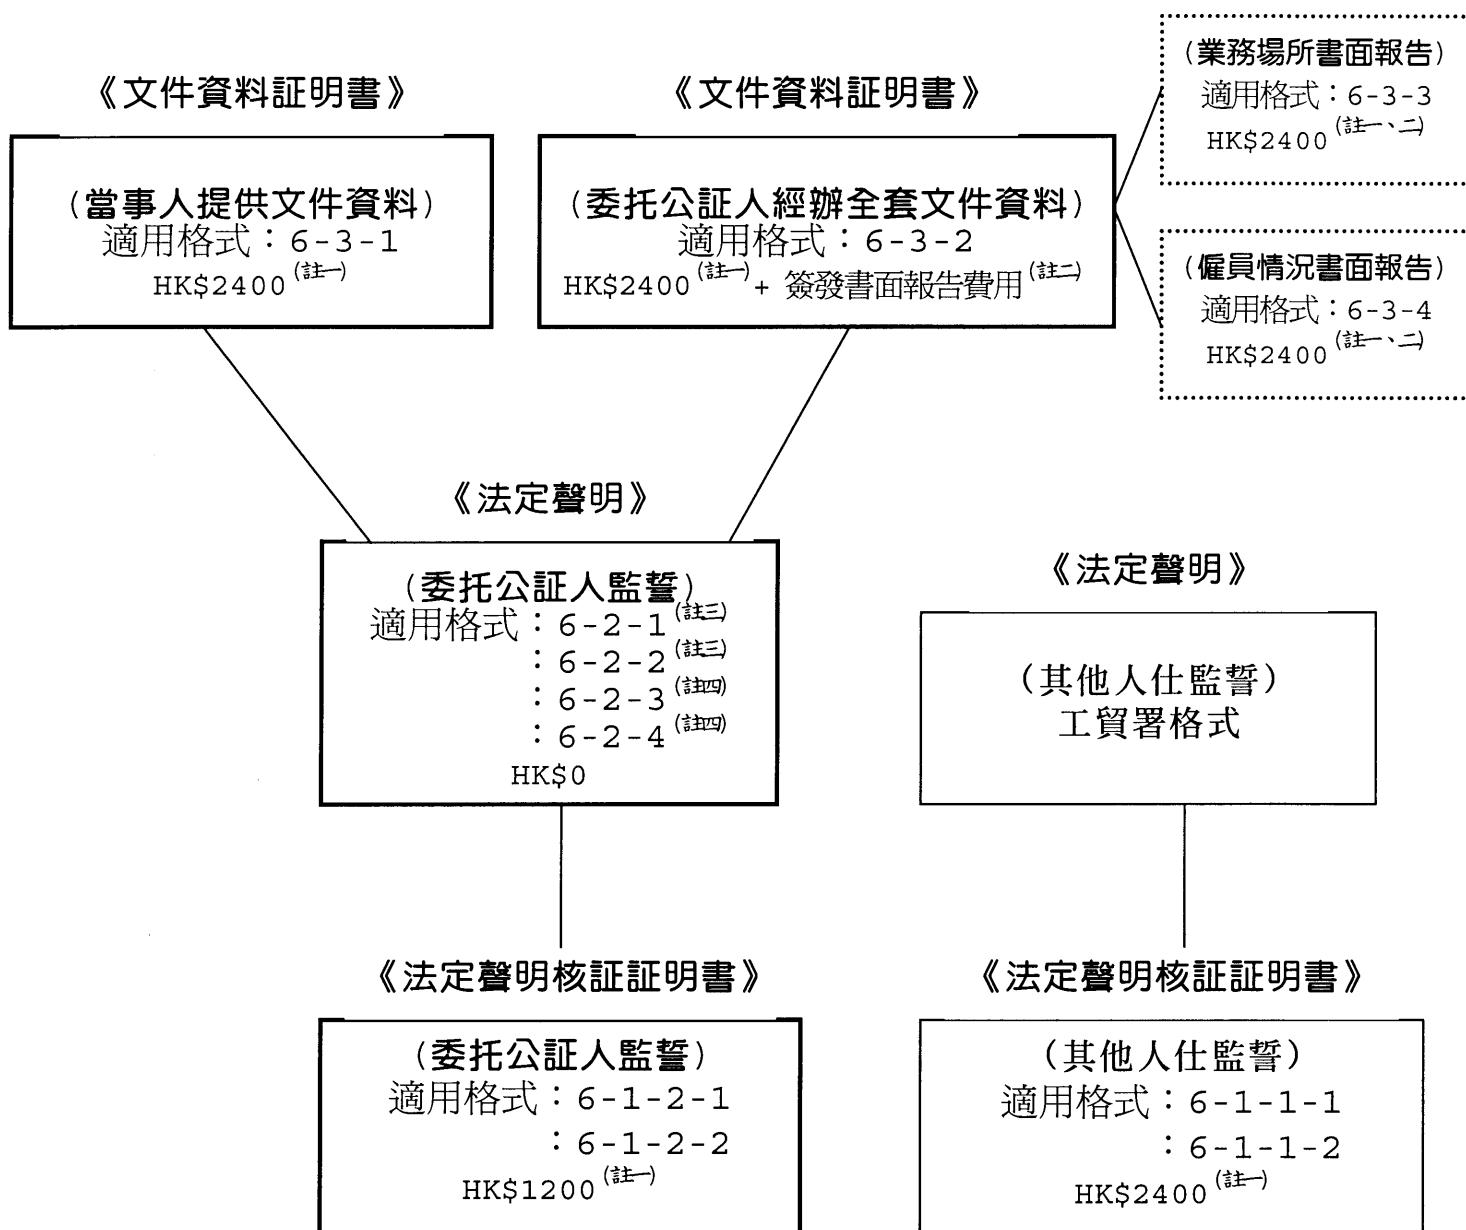 《文件資料証明書》
(當事人提供文件資料)
適用格式：6-3-1
HK$2400(註一)
《文件資料証明書》
(委托公証人經辦全套文件資料)
適用格式：6-3-2
HK$2400(註一)+ 簽發書面報告費用(註二)
(業務場所書面報告)
適用格式：6-3-3
HK$2400(註一、二)
(僱員情況書面報告)
適用格式：6-3-4
HK$2400(註一、二)
《法定聲明》
(委托公証人監誓)
適用格式：6-2-1(註三)
：6-2-2(註三)
：6-2-3(註四)
：6-2-4(註四)
HK$0
《法定聲明》
(其他人仕監誓)
工貿署格式
《法定聲明核証証明書》
(委托公証人監誓)
適用格式：6-1-2-1
：6-1-2-2
HK$1200(註一)
《法定聲明核証証明書》
(其他人仕監誓)
適用格式：6-1-1-1
：6-1-1-2
HK$2400(註一)